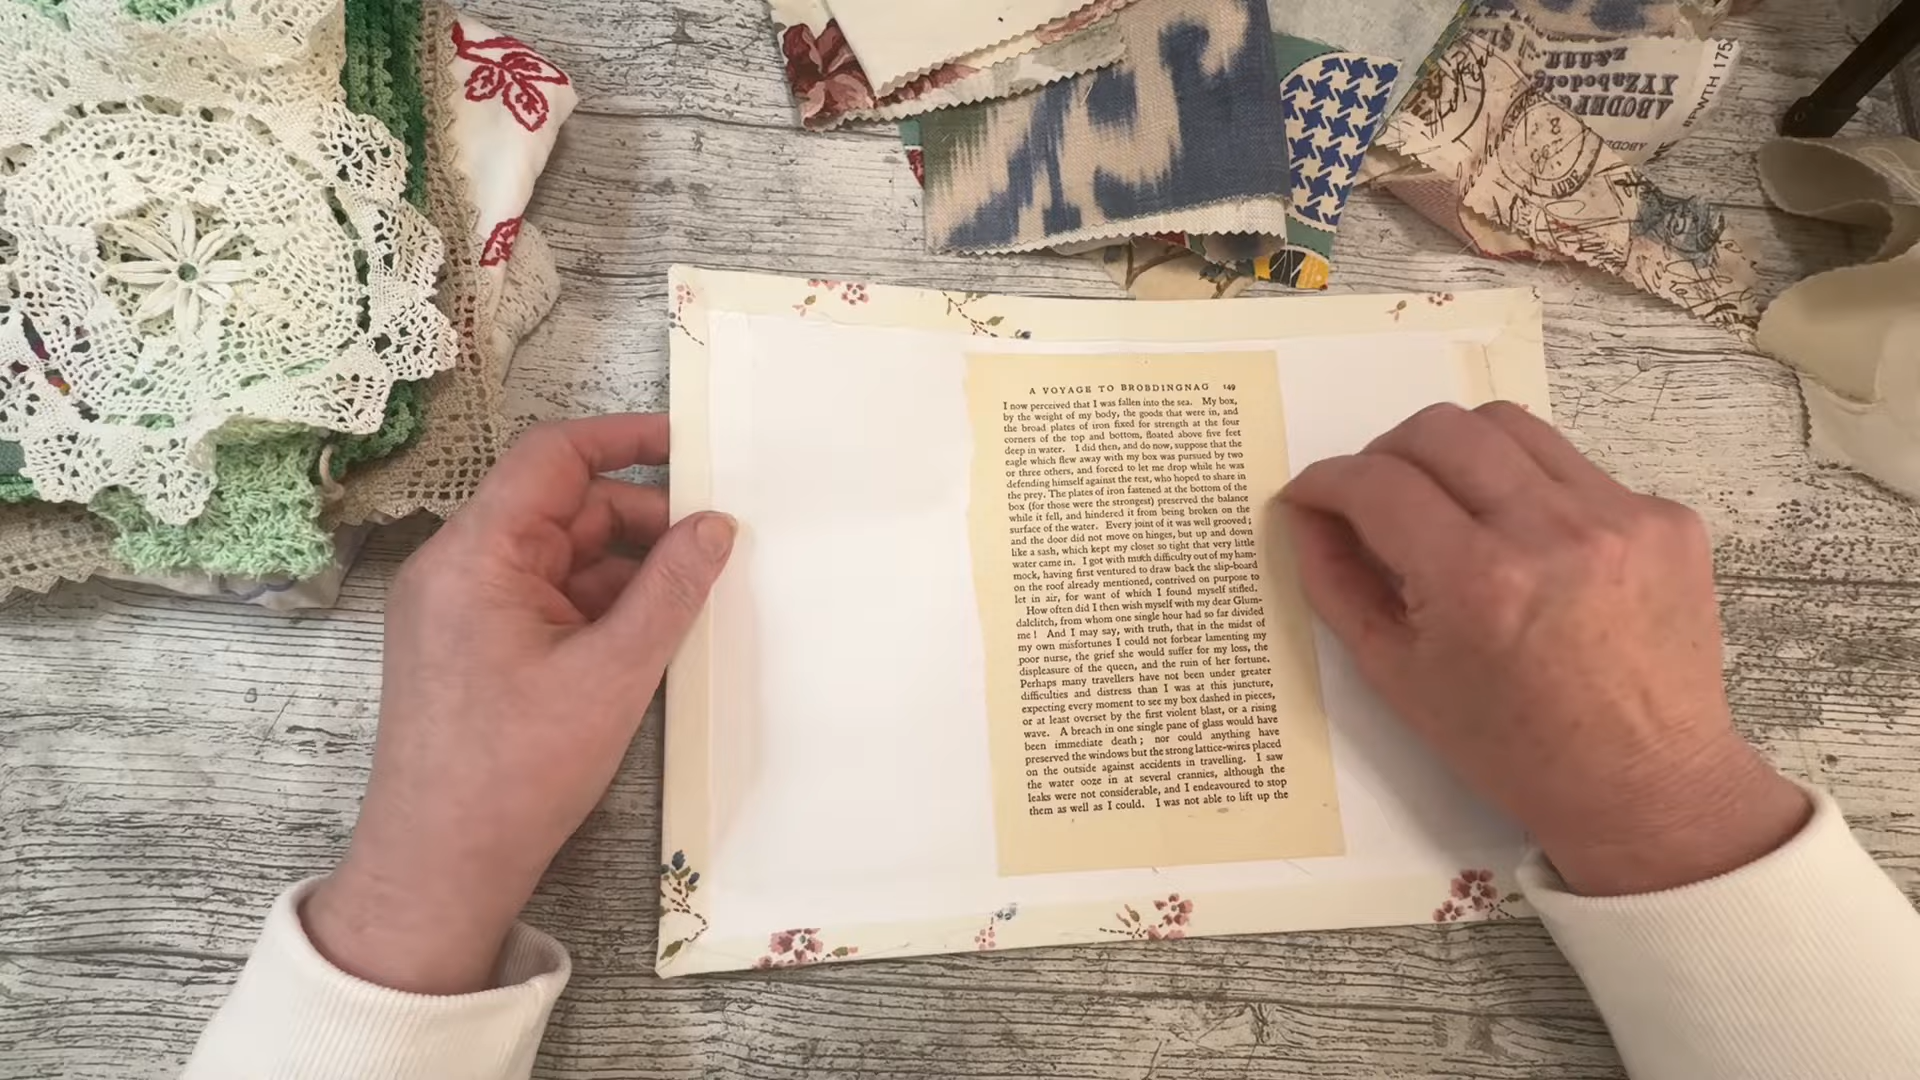 A VOYAGE TO BROBDINGNAG 149
I now perceived that I was fallen into the sea. My box,
by the weight of my body, the goods that were in, and
the broad plates of iron fixed for strength at the four
corners of the top and bottom, floated above five feet
deep in water. I did then, and do now, suppose that the
eagle which flew away with my box was pursued by two
or three others, and forced to let me drop while he was
defending himself against the rest, who hoped to share in
the prey. The plates of iron fastened at the bottom of the
box (for those were the strongest) preserved the balance
while it fell, and hindered it from being broken on the
surface of the water. Every joint of it was well grooved;
and the door did not move on hinges, but up and down
like a sash, which kept my closet so tight that very little
water came in. I got with much difficulty out of my ham-
mock, having first ventured to draw back the slip-board
on the roof already mentioned, contrived on purpose to
let in air, for want of which I found myself stifled.
How often did I then wish myself with my dear Glum-
dalclitch, from whom one single hour had so far divided
me! And I may say, with truth, that in the midst of
my own misfortunes I could not forbear lamenting my
poor nurse, the grief she would suffer for my loss, the
displeasure of the queen, and the ruin of her fortune.
Perhaps many travellers have not been under greater
difficulties and distress than I was at this juncture,
expecting every moment to see my box dashed in pieces,
or at least overset by the first violent blast, or a rising
wave. A breach in one single pane of glass would have
been immediate death; nor could anything have
preserved the windows but the strong lattice-wires placed
on the outside against accidents in travelling. I saw
the water ooze in at several crannies, although the
leaks were not considerable, and I endeavoured to stop
them as well as I could. I was not able to lift up the
z&
XYZabcdefg
AUBE